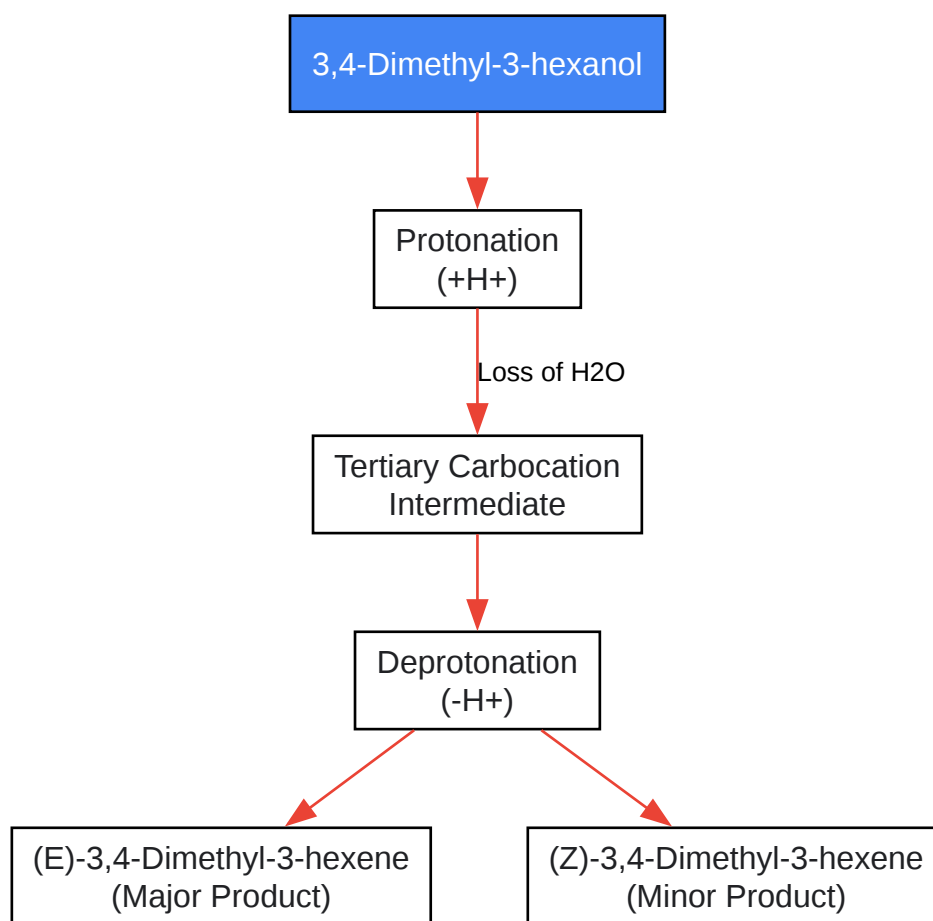 3,4-Dimethyl-3-hexanol
Protonation
(+H+)
Loss of H2O
Tertiary Carbocation
Intermediate
Deprotonation
(-H+)
(E)-3,4-Dimethyl-3-hexene
(Major Product)
(Z)-3,4-Dimethyl-3-hexene
(Minor Product)